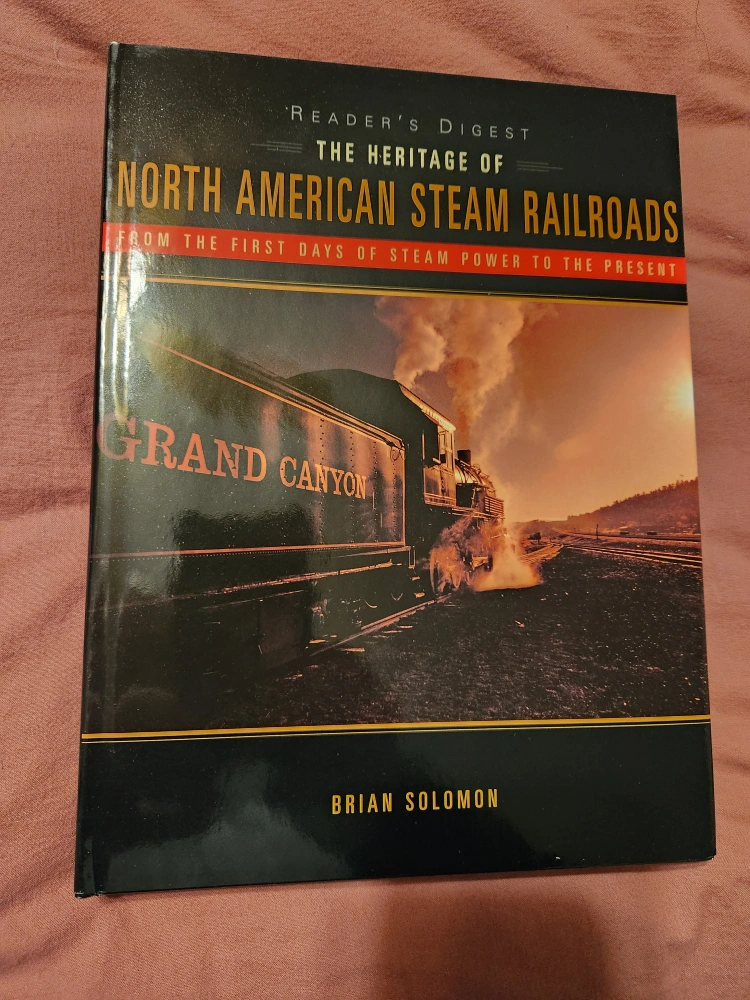 READER'S DIGEST
THE HERITAGE OF
NORTH AMERICAN STEAM RAILROADS
FROM THE FIRST DAYS OF STEAM POWER TO THE PRESENT
GRAND CANYON
BRIAN SOLOMON